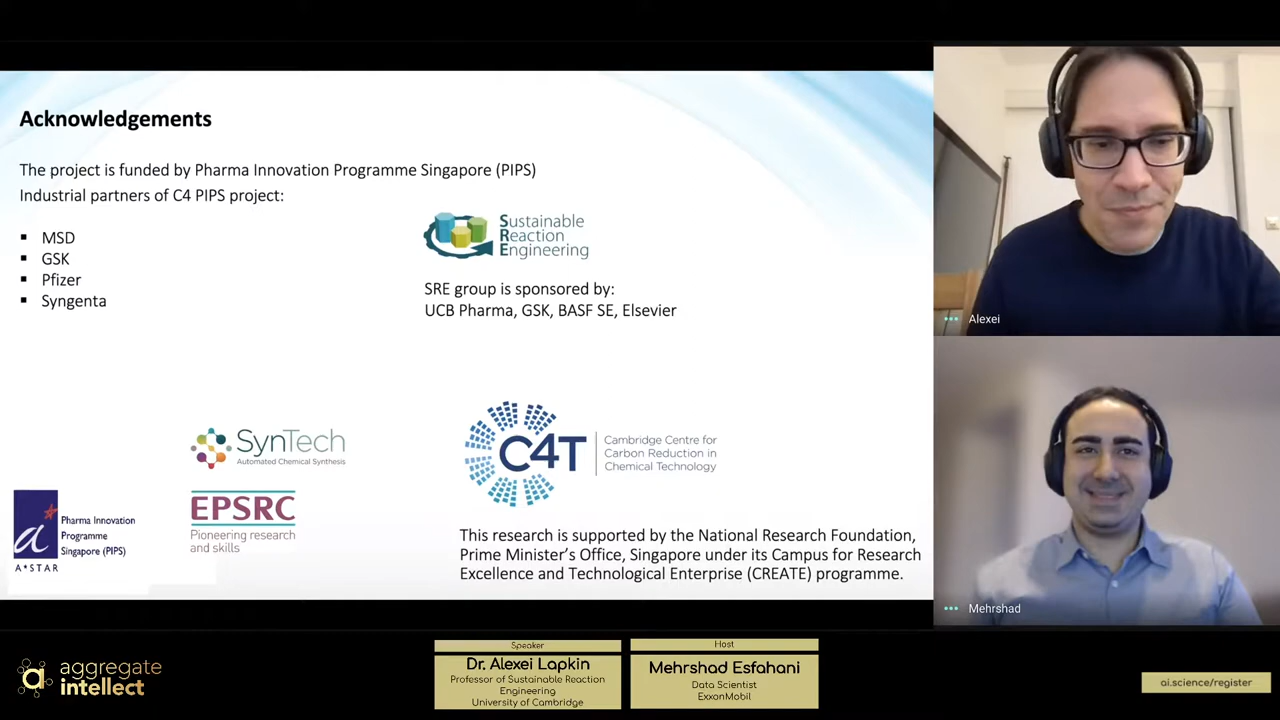 Acknowledgements
The project is funded by Pharma Innovation Programme Singapore (PIPS)
Industrial partners of C4 PIPS project:
▪ MSD
▪ GSK
▪ Pfizer
▪ Syngenta
Sustainable
Reaction
Engineering
SRE group is sponsored by:
UCB Pharma, GSK, BASF SE, Elsevier
SynTech
Automated Chemical Synthesis
EPSRC
Pioneering research
and skills
a
Pharma Innovation
Programme
Singapore (PIPS)
A*STAR
C4T
Cambridge Centre for
Carbon Reduction in
Chemical Technology
This research is supported by the National Research Foundation,
Prime Minister's Office, Singapore under its Campus for Research
Excellence and Technological Enterprise (CREATE) programme.
Alexei
Mehrshad
a
aggregate
intellect
Speaker
Dr. Alexei Lapkin
Professor of Sustainable Reaction
Engineering
University of Cambridge
Host
Mehrshad Esfahani
Data Scientist
ExxonMobil
ai.science/register